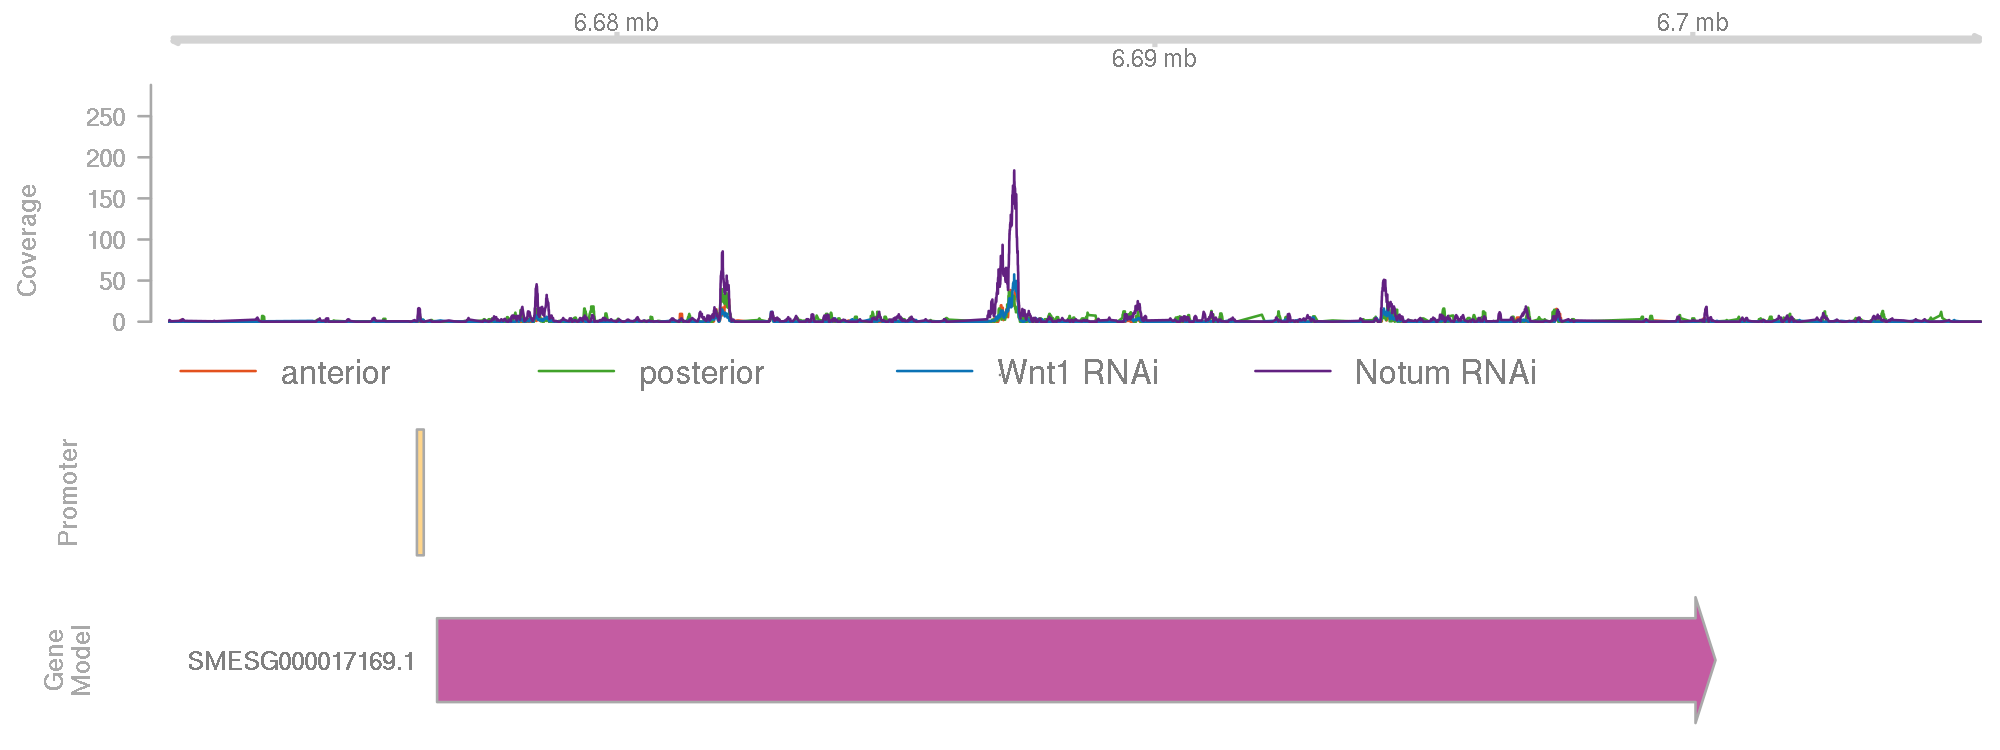 6.68 mb
6.7 mb
6.69 mb
Coverage
250
200
150
100
50
0
anterior
posterior
Wnt1 RNAi
Notum RNAi
Promoter
Gene
Model
SMESG000017169.1